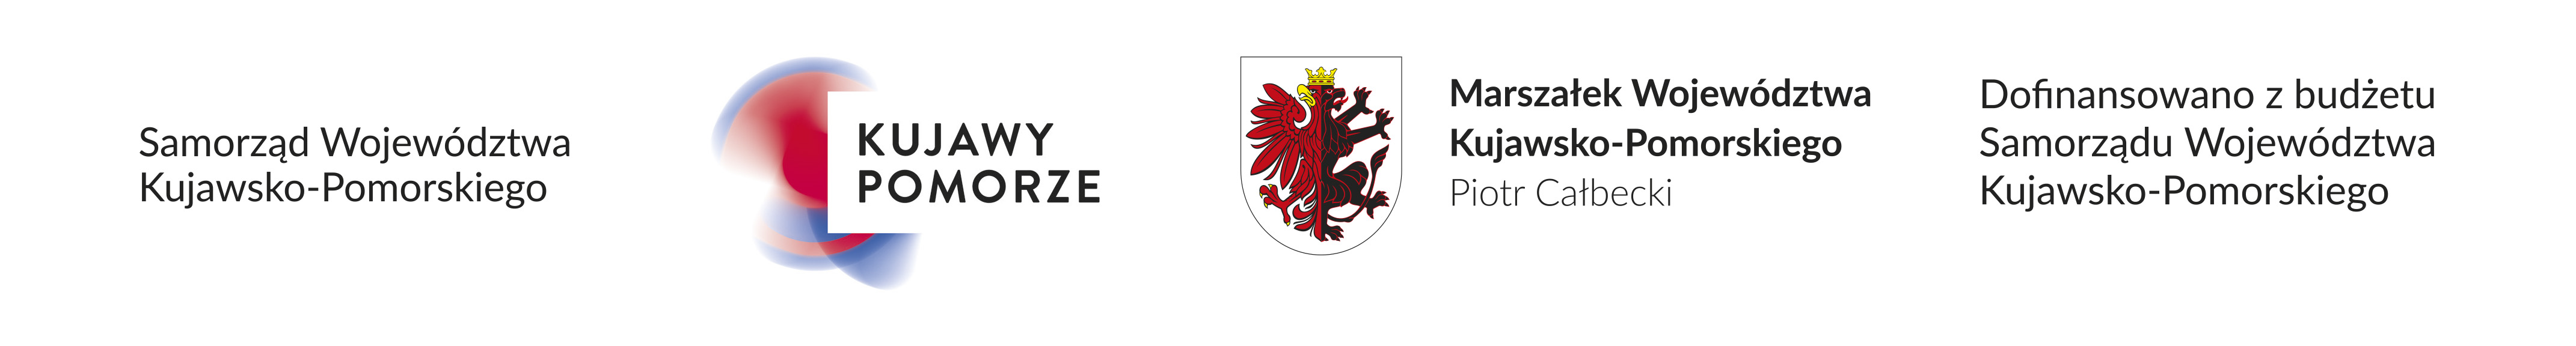 Samorząd Województwa
Kujawsko-Pomorskiego
KUJAWY
POMORZE
Marszałek Województwa
Kujawsko-Pomorskiego
Piotr Całbecki
Dofinansowano z budżetu
Samorządu Województwa
Kujawsko-Pomorskiego